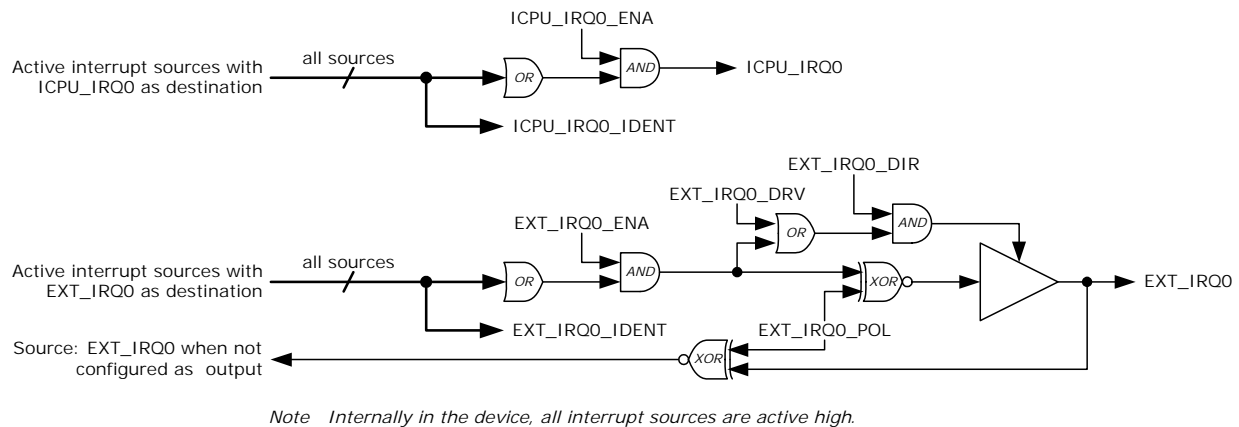 ICPU_IRQ0_ENA
all sources
Active interrupt sources with
ICPU_IRQ0 as destination
OR
AND
ICPU_IRQ0
ICPU_IRQ0_IDENT
EXT_IRQ0_DIR
EXT_IRQ0_DRV
EXT_IRQ0_ENA
AND
OR
all sources
Active interrupt sources with
EXT_IRQ0 as destination
OR
AND
XOR
EXT_IRQ0
EXT_IRQ0_IDENT
EXT_IRQ0_POL
Source: EXT_IRQ0 when not
configured as output
XOR
Note Internally in the device, all interrupt sources are active high.